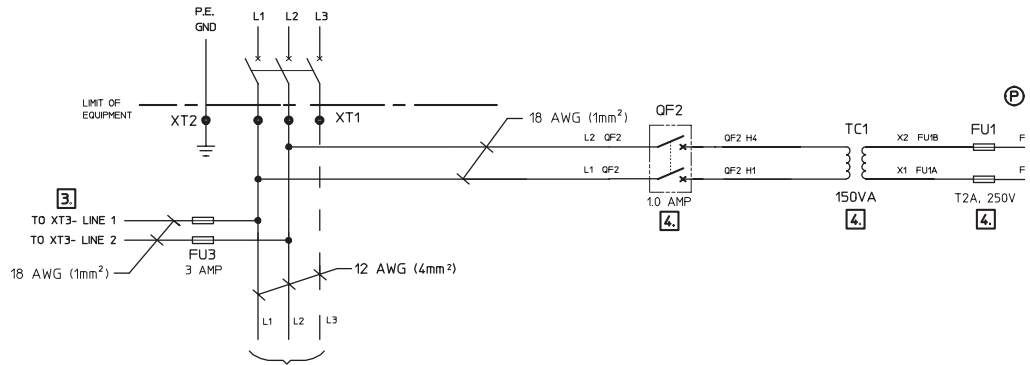 P.E.
GND
L1
L2
L3
LIMIT OF
EQUIPMENT
XT2
XT1
18 AWG (1mm²)
QF2
P
L2 QF2
QF2 H4
TC1
X2 FU1B
FU1
F
L1 QF2
QF2 H1
X1 FU1A
F
1.0 AMP
150VA
T2A, 250V
4.
4.
4.
3.
TO XT3- LINE 1
TO XT3- LINE 2
FU3
3 AMP
18 AWG (1mm²)
12 AWG (4mm²)
L1
L2
L3